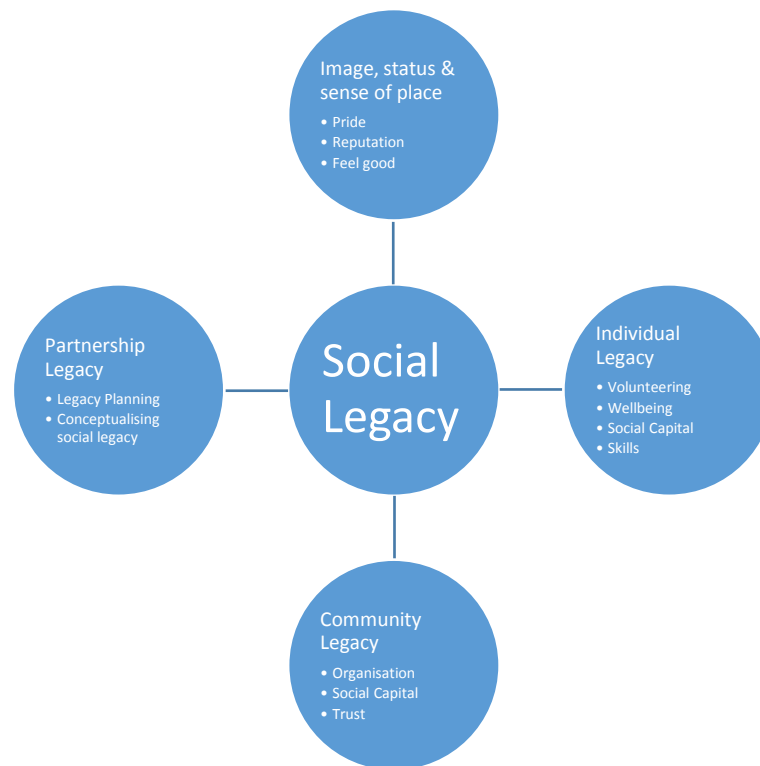 Image, status &
sense of place
• Pride
• Reputation
• Feel good
Partnership
Legacy
• Legacy Planning
• Conceptualising
social legacy
Social
Legacy
Individual
Legacy
• Volunteering
• Wellbeing
• Social Capital
• Skills
Community
Legacy
• Organisation
• Social Capital
• Trust